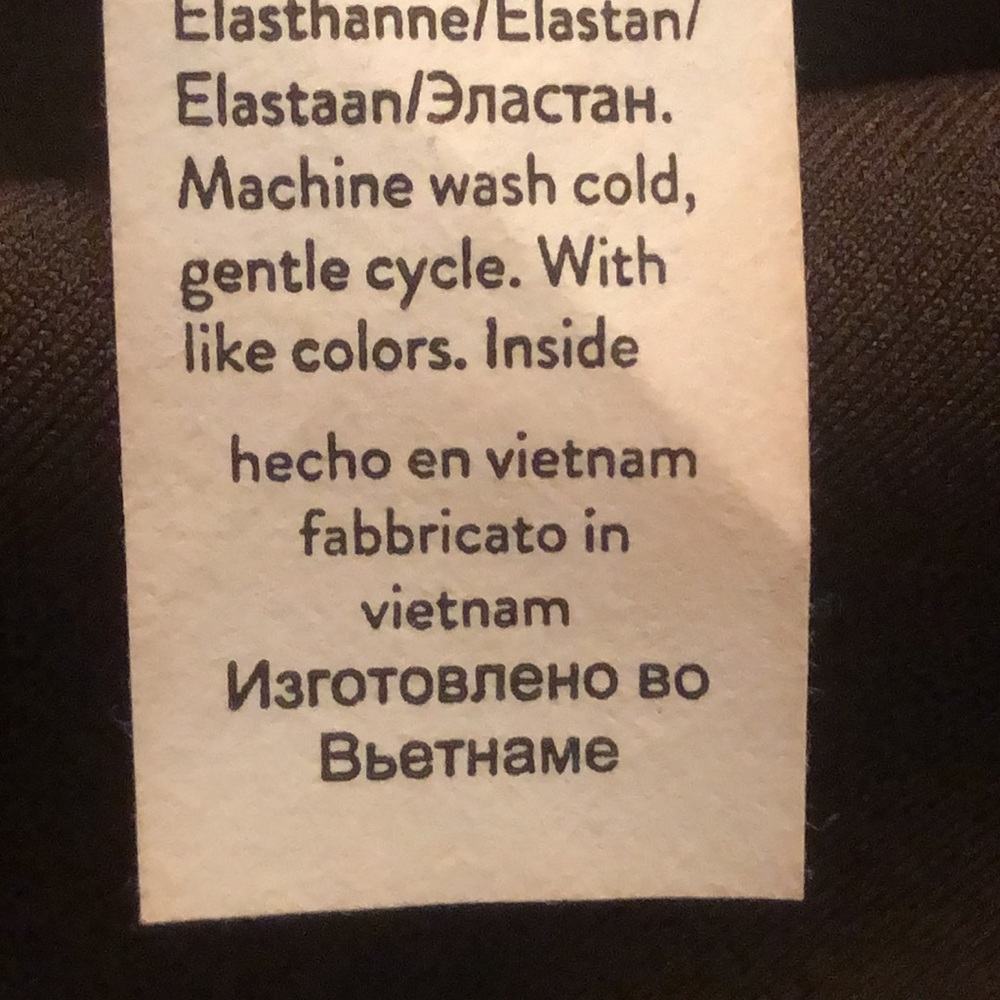 Elasthanne/Elastan/
Elastaan/Эластан.
Machine wash cold,
gentle cycle. With
like colors. Inside
hecho en vietnam
fabbricato in
vietnam
Изготовлено во
Вьетнаме